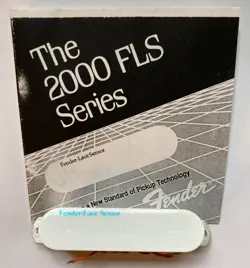 The
2000 FLS
Series
Fender-Lace Sensor
a New Standard of Pickup Technology
Fender
Fender-Lace Sensor